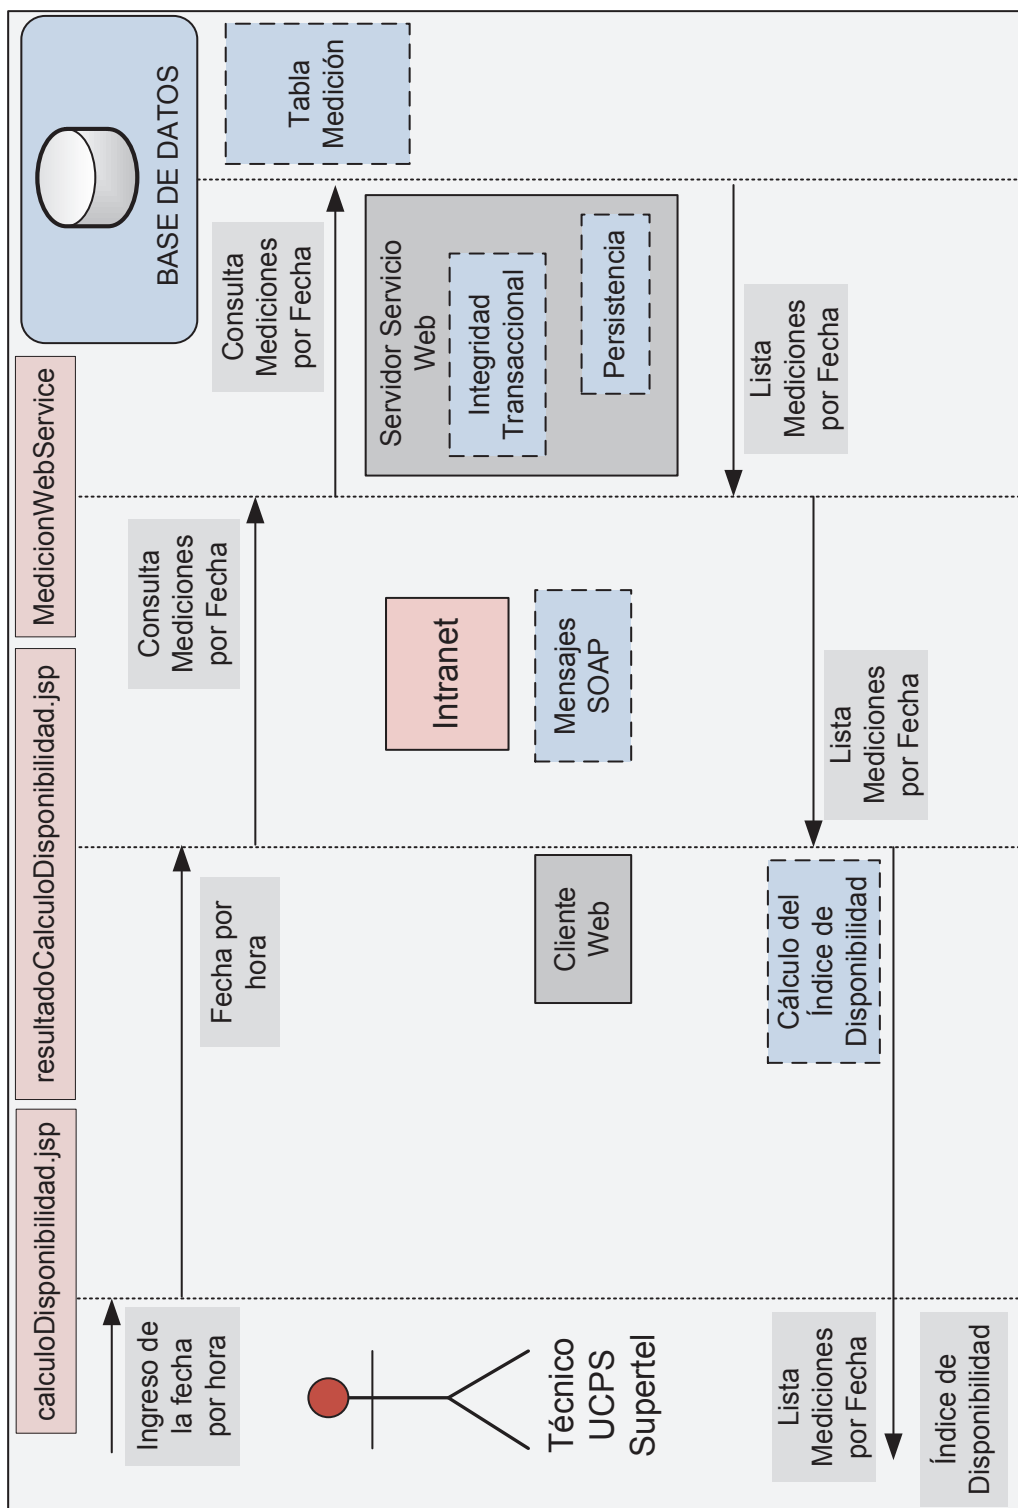 calculoDisponibilidad.jsp
resultadoCalculoDisponibilidad.jsp
MedicionWebService
BASE DE DATOS
Ingreso de
la fecha
por hora
Fecha por
hora
Consulta
Mediciones
por Fecha
Consulta
Mediciones
por Fecha
Tabla
Medición
Técnico
UCPS
Supertel
Cliente
Web
Intranet
Mensajes
SOAP
Servidor Servicio
Web
Integridad
Transaccional
Persistencia
Lista
Mediciones
por Fecha
Lista
Mediciones
por Fecha
Cálculo del
Índice de
Disponibilidad
Lista
Mediciones
por Fecha
Índice de
Disponibilidad